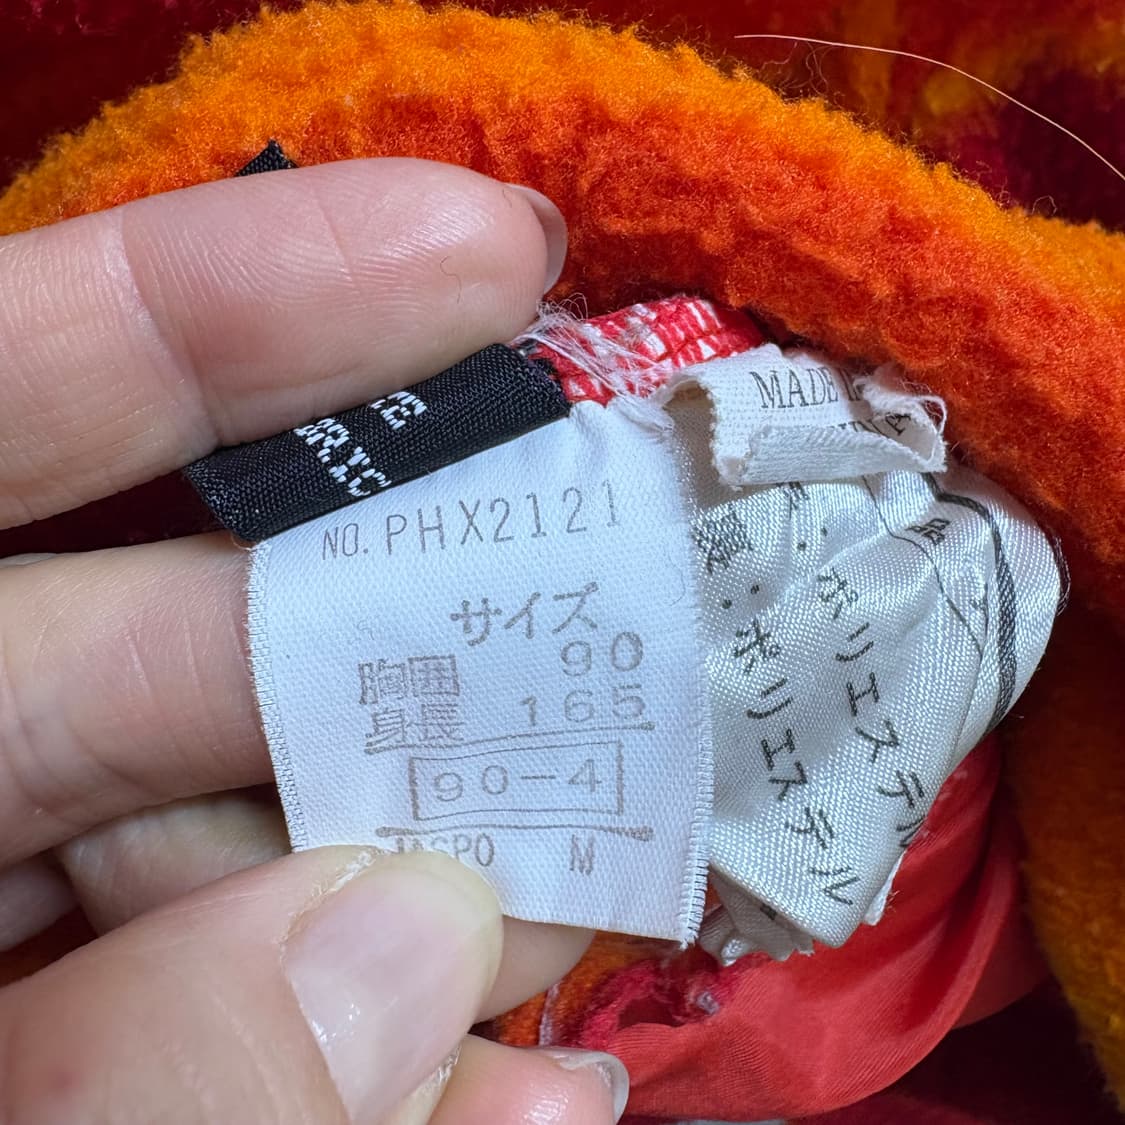 NO. PHX2121
サイズ
胸囲 90
身長 165
90-4
JASPO M
MADE
ポリエステル
ポリエステル